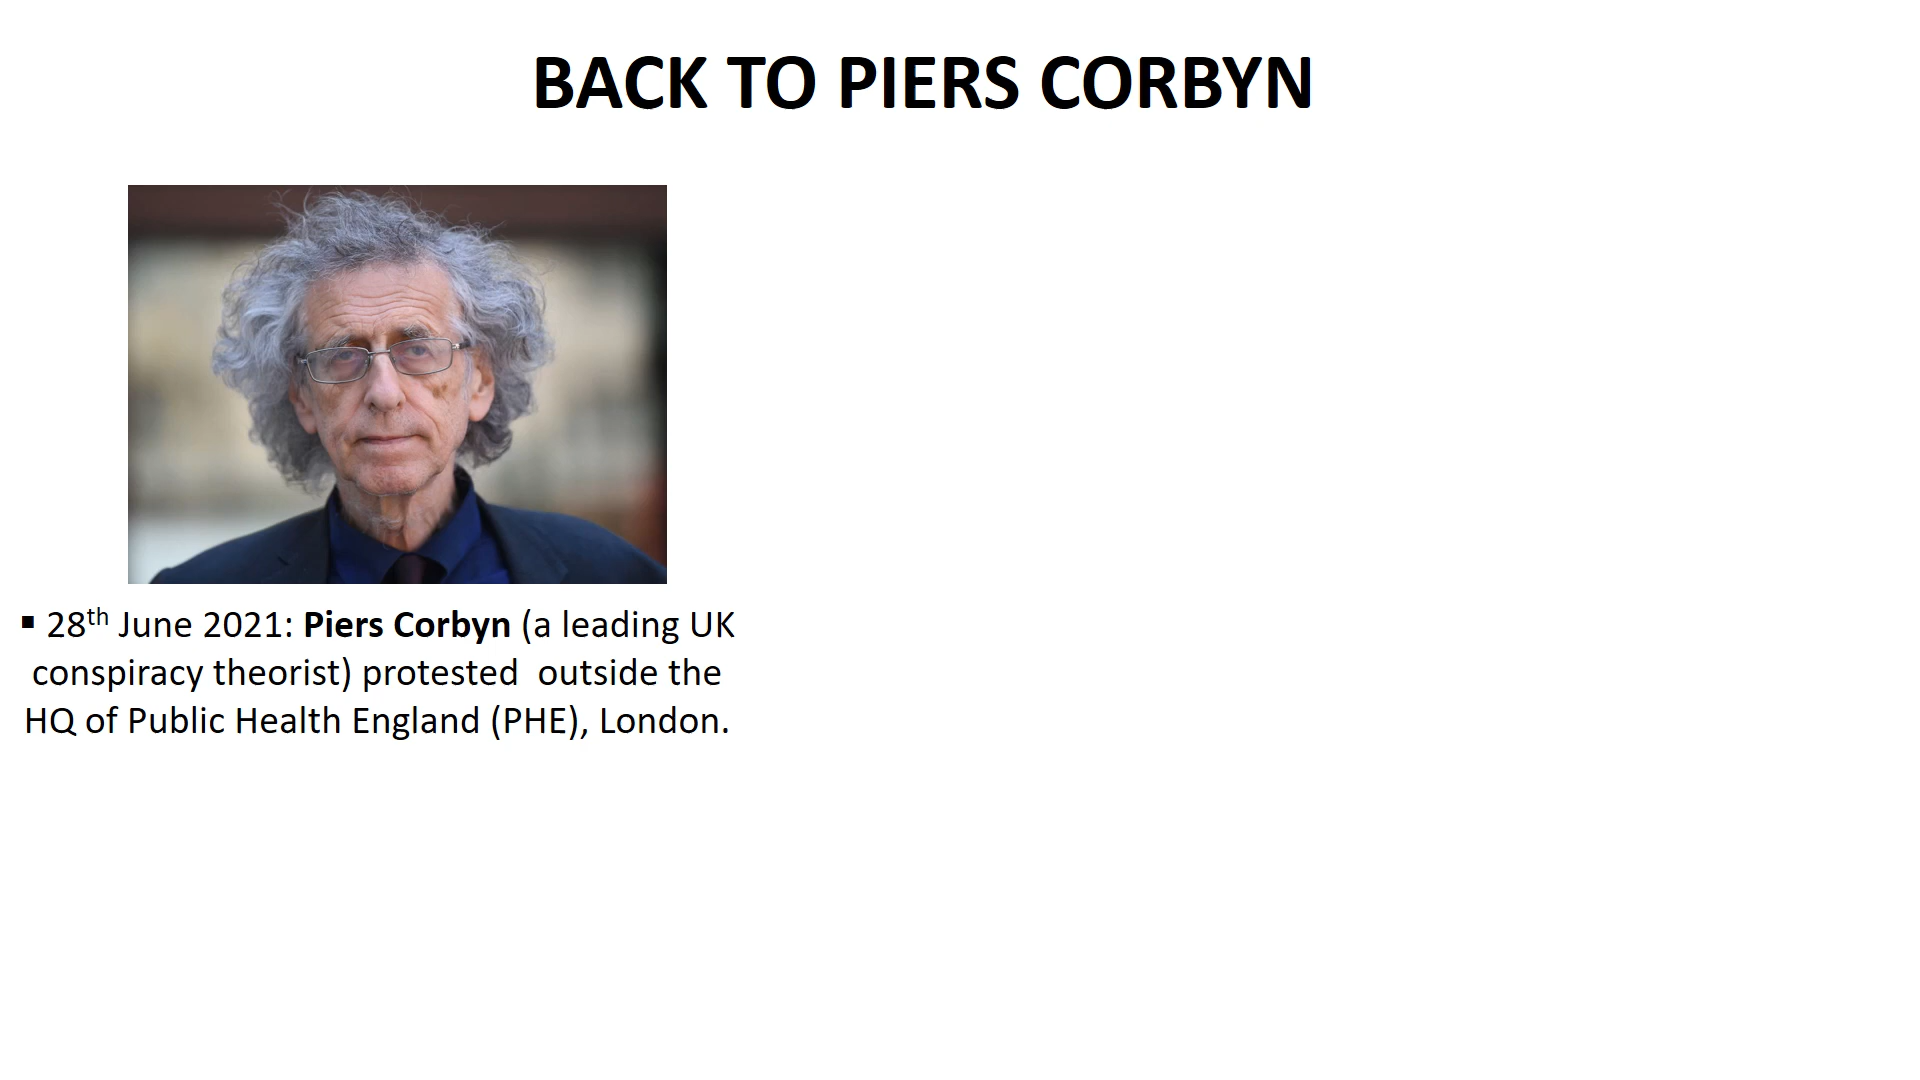 BACK TO PIERS CORBYN
▪ 28th June 2021: Piers Corbyn (a leading UK
conspiracy theorist) protested  outside the
HQ of Public Health England (PHE), London.